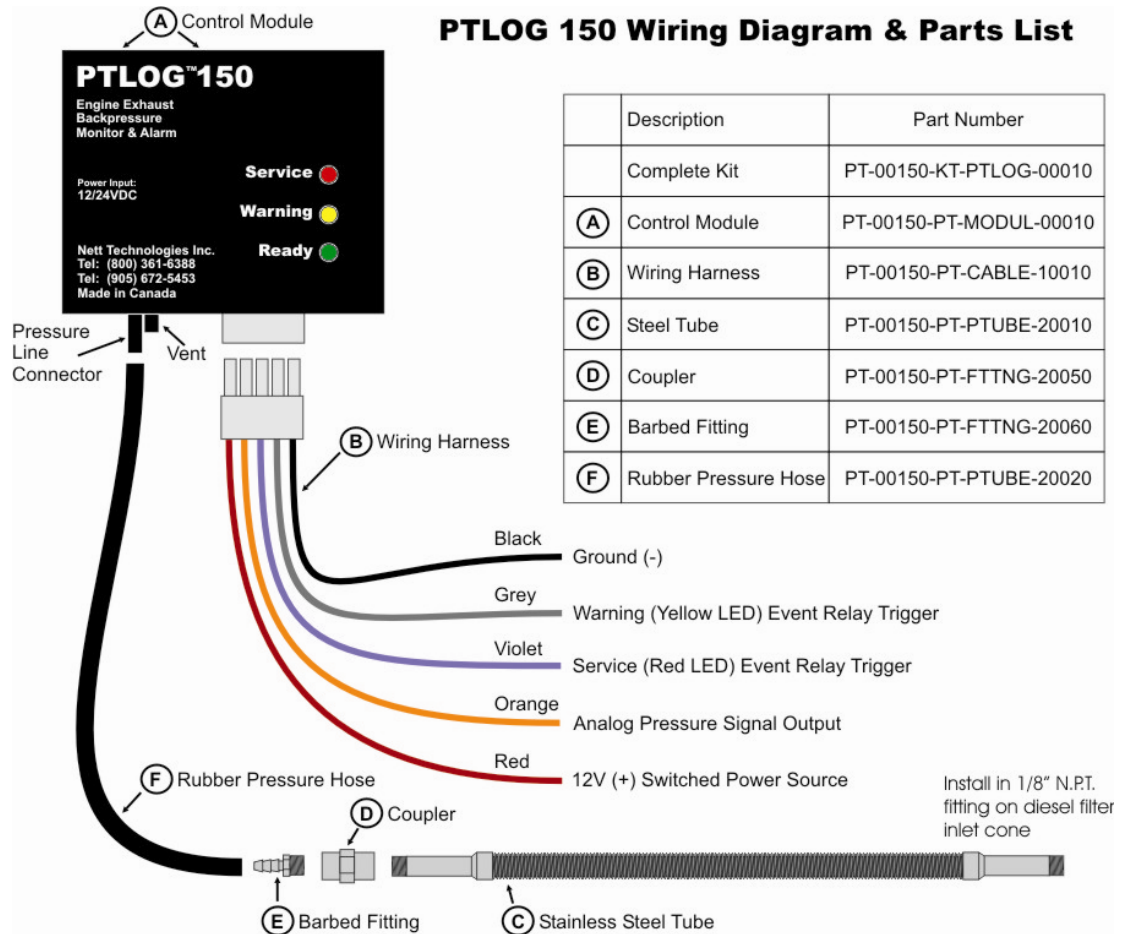 PTLOG 150 Wiring Diagram & Parts List
A Control Module
PTLOG™150
Engine Exhaust
Backpressure
Monitor & Alarm
Power Input:
12/24VDC
Service
Warning
Ready
Nett Technologies Inc.
Tel: (800) 361-6388
Tel: (905) 672-5453
Made in Canada
Pressure
Line
Connector
Vent
Description Part Number
Complete Kit PT-00150-KT-PTLOG-00010
A Control Module PT-00150-PT-MODUL-00010
B Wiring Harness PT-00150-PT-CABLE-10010
C Steel Tube PT-00150-PT-PTUBE-20010
D Coupler PT-00150-PT-FTTNG-20050
E Barbed Fitting PT-00150-PT-FTTNG-20060
F Rubber Pressure Hose PT-00150-PT-PTUBE-20020
B Wiring Harness
Black
Ground (-)
Grey
Warning (Yellow LED) Event Relay Trigger
Violet
Service (Red LED) Event Relay Trigger
Orange
Analog Pressure Signal Output
Red
12V (+) Switched Power Source
F Rubber Pressure Hose
D Coupler
Install in 1/8" N.P.T.
fitting on diesel filter
inlet cone
E Barbed Fitting
C Stainless Steel Tube